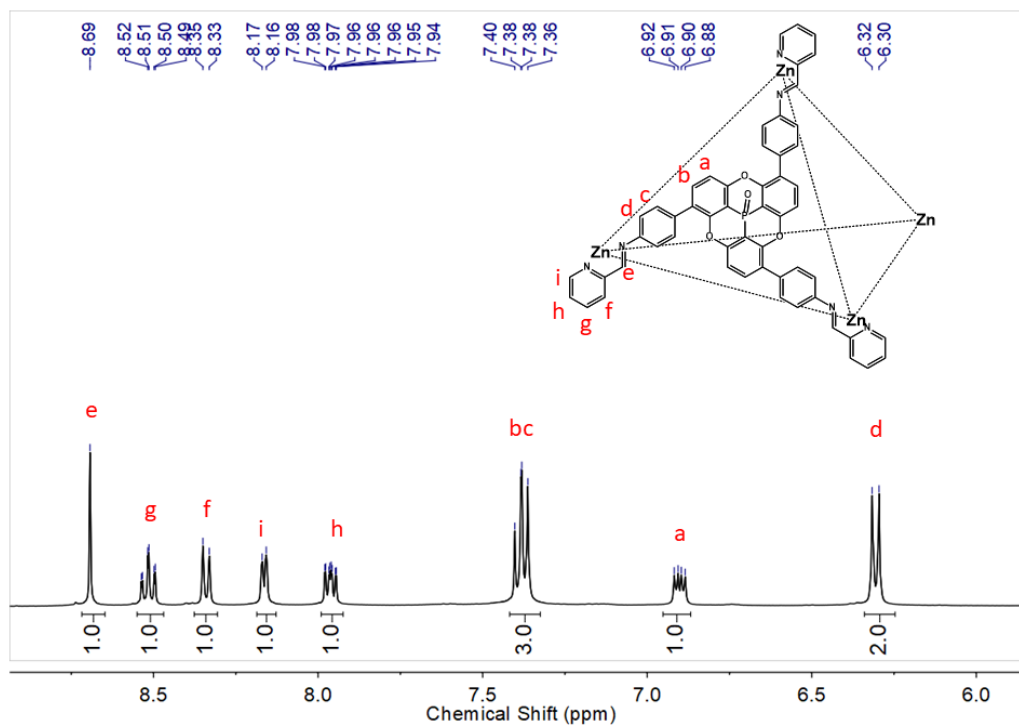 8.69 8.52 8.51 8.50 8.49 8.35 8.33 8.17 8.16 7.98 7.98 7.97 7.96 7.96 7.96 7.95 7.94 7.40 7.38 7.38 7.36 6.92 6.91 6.90 6.88 6.32 6.30
N
Zn
N
a O
b
O
c
P
d
Zn
N
Zn
O O
N e
i
h f
g
N
Zn
N
e bc d
g f i h a
1.0 1.0 1.0 1.0 1.0 3.0 1.0 2.0
8.5 8.0 7.5 7.0 6.5 6.0
Chemical Shift (ppm)